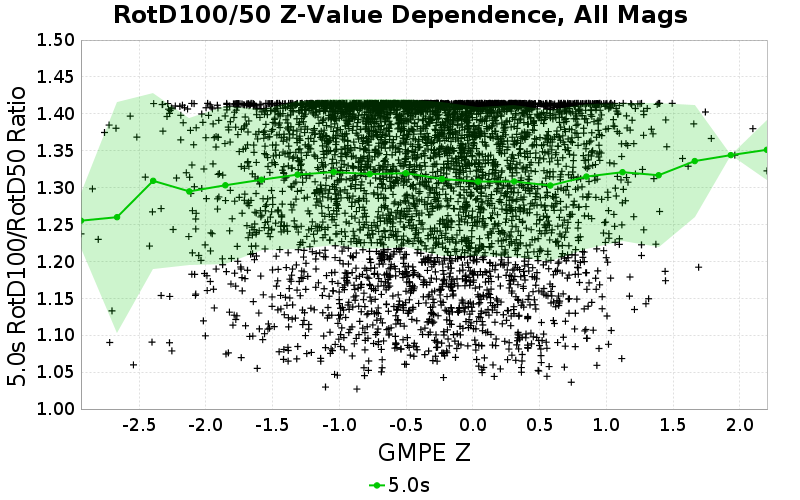 RotD100/50 Z-Value Dependence, All Mags
5.0s RotD100/RotD50 Ratio
1.50
1.45
1.40
1.35
1.30
1.25
1.20
1.15
1.10
1.05
1.00
-2.5 -2.0 -1.5 -1.0 -0.5 0.0 0.5 1.0 1.5 2.0
GMPE Z
5.0s